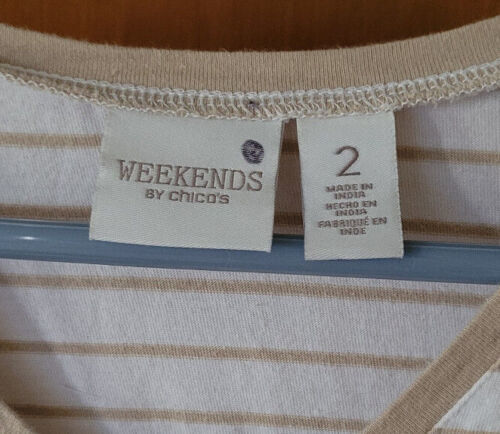 WEEKENDS
BY chico's
2
MADE IN
INDIA
HECHO EN
INDIA
FABRIQUÉ EN
INDE